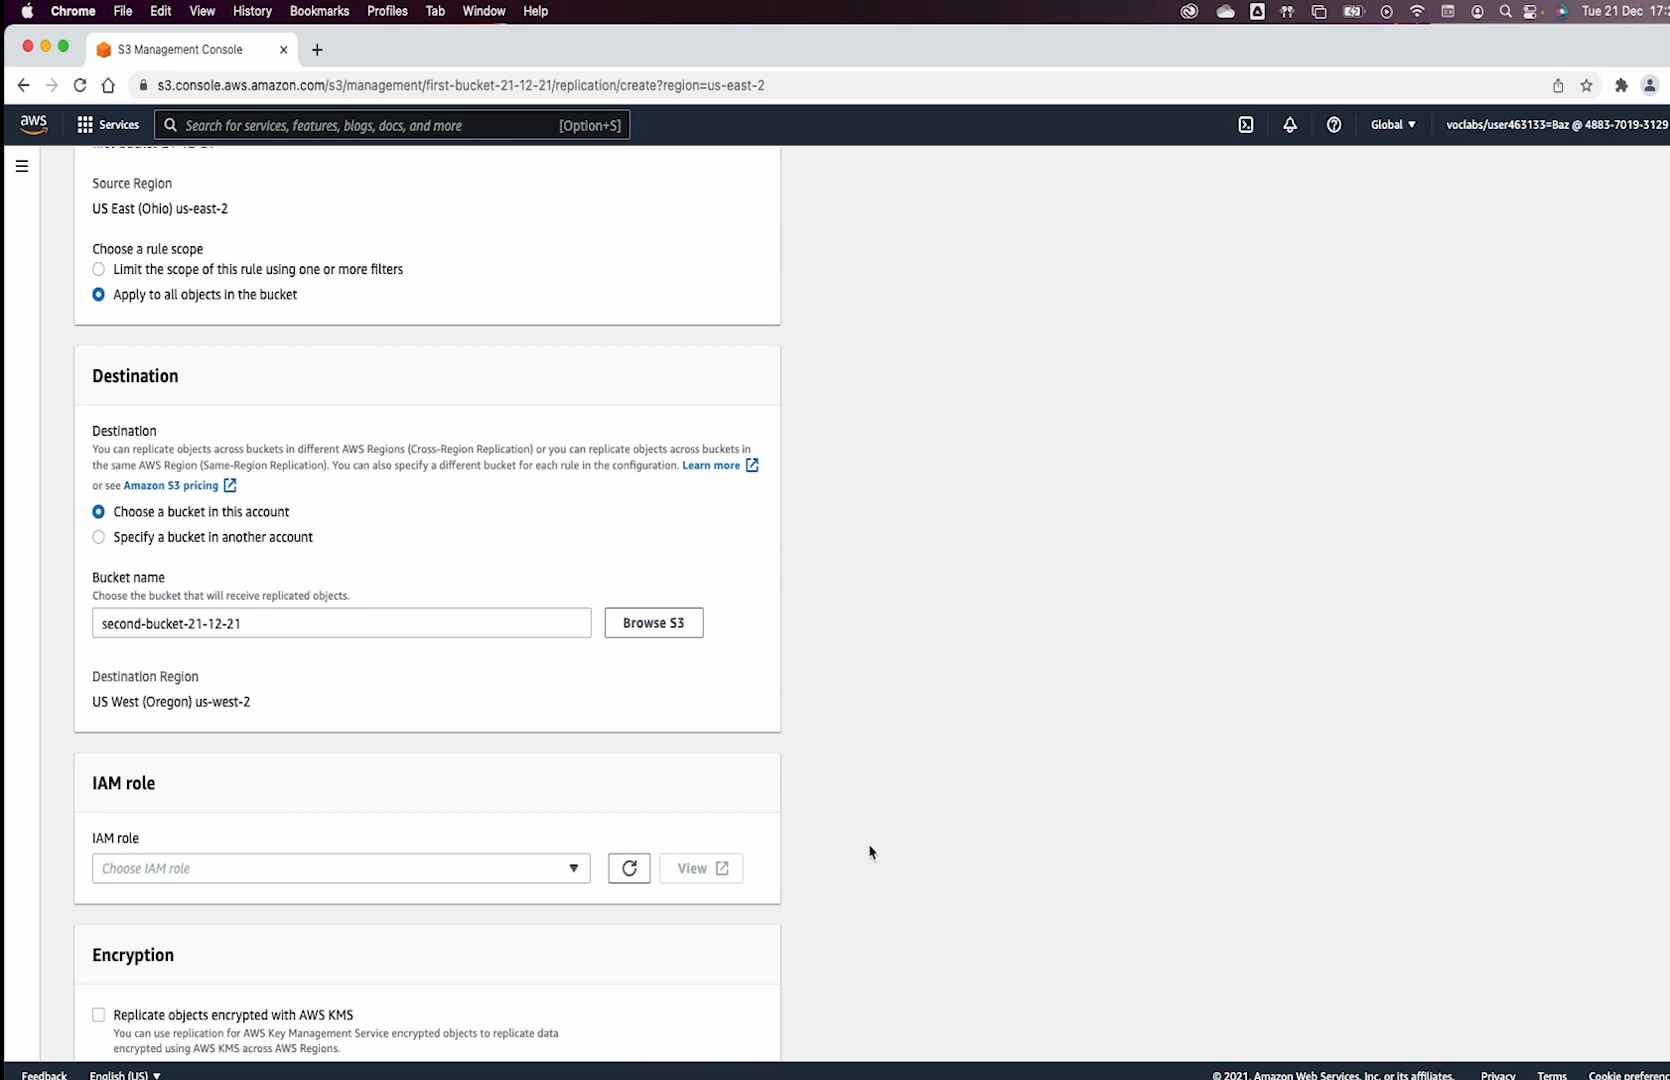 Chrome File Edit View History Bookmarks Profiles Tab Window Help Tue 21 Dec
S3 Management Console
s3.console.aws.amazon.com/s3/management/first-bucket-21-12-21/replication/create?region=us-east-2
aws Services Search for services, features, blogs, docs, and more [Option+S] Global voclabs/user463133=Baz @ 4883-7019-3129
first-bucket-21-12-21
Source Region
US East (Ohio) us-east-2
Choose a rule scope
Limit the scope of this rule using one or more filters
Apply to all objects in the bucket
Destination
Destination
You can replicate objects across buckets in different AWS Regions (Cross-Region Replication) or you can replicate objects across buckets in
the same AWS Region (Same-Region Replication). You can also specify a different bucket for each rule in the configuration. Learn more
or see Amazon S3 pricing
Choose a bucket in this account
Specify a bucket in another account
Bucket name
Choose the bucket that will receive replicated objects.
second-bucket-21-12-21 Browse S3
Destination Region
US West (Oregon) us-west-2
IAM role
IAM role
Choose IAM role View
Encryption
Replicate objects encrypted with AWS KMS
You can use replication for AWS Key Management Service encrypted objects to replicate data
encrypted using AWS KMS across AWS Regions.
Feedback English (US) © 2021, Amazon Web Services, Inc. or its affiliates. Privacy Terms Cookie preferenc